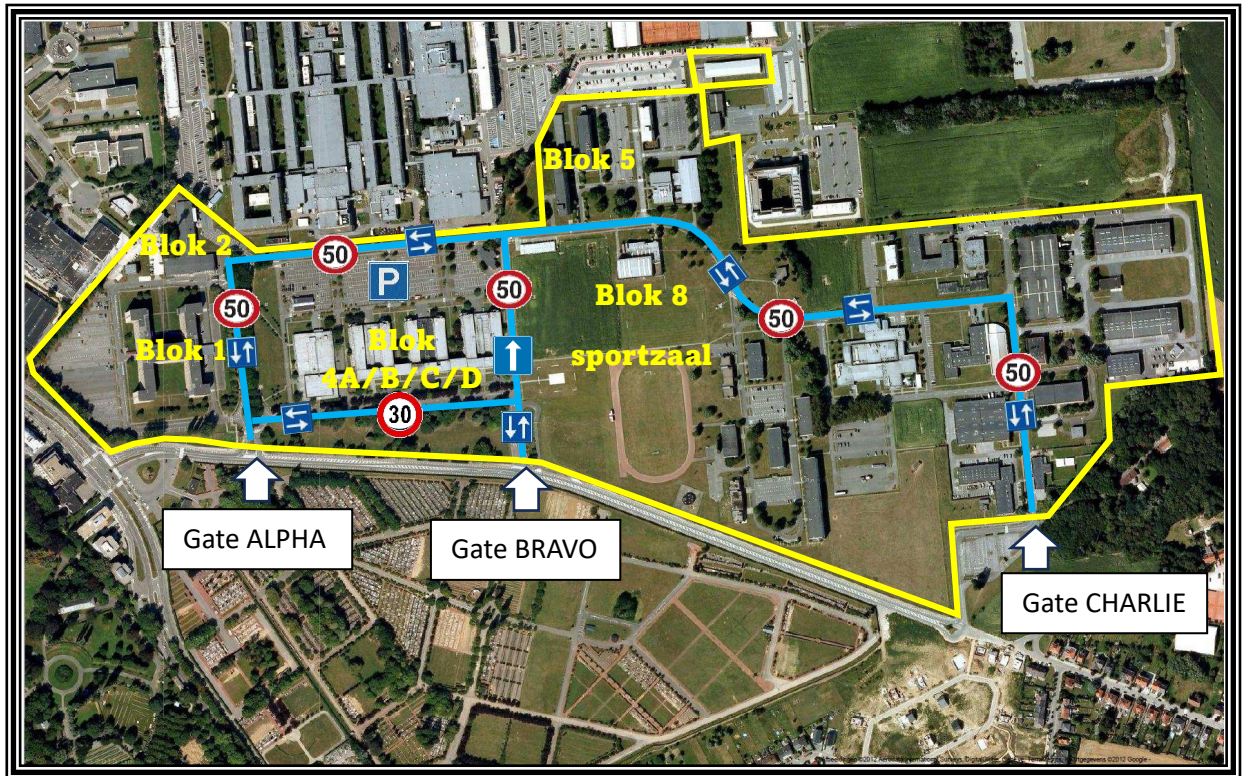 Blok 5
Blok 2
50
P
50
50
Blok 8
50
Blok 1
Blok
4A/B/C/D
sportzaal
50
30
Gate ALPHA
Gate BRAVO
Gate CHARLIE